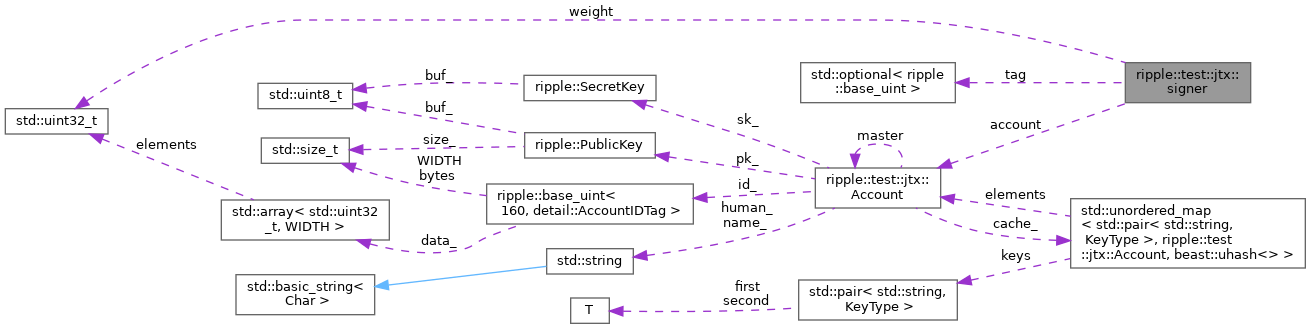 weight
std::uint32_t
elements
std::uint8_t
std::size_t
std::array< std::uint32
_t, WIDTH >
std::basic_string<
Char >
buf_
buf_
size_
WIDTH
bytes
data_
ripple::SecretKey
ripple::PublicKey
ripple::base_uint<
160, detail::AccountIDTag >
std::string
T
sk_
pk_
id_
human_
name_
first
second
std::optional< ripple
::base_uint >
master
ripple::test::jtx::
Account
std::pair< std::string,
KeyType >
tag
account
elements
cache_
keys
ripple::test::jtx::
signer
std::unordered_map
< std::pair< std::string,
KeyType >, ripple::test
::jtx::Account, beast::uhash<> >